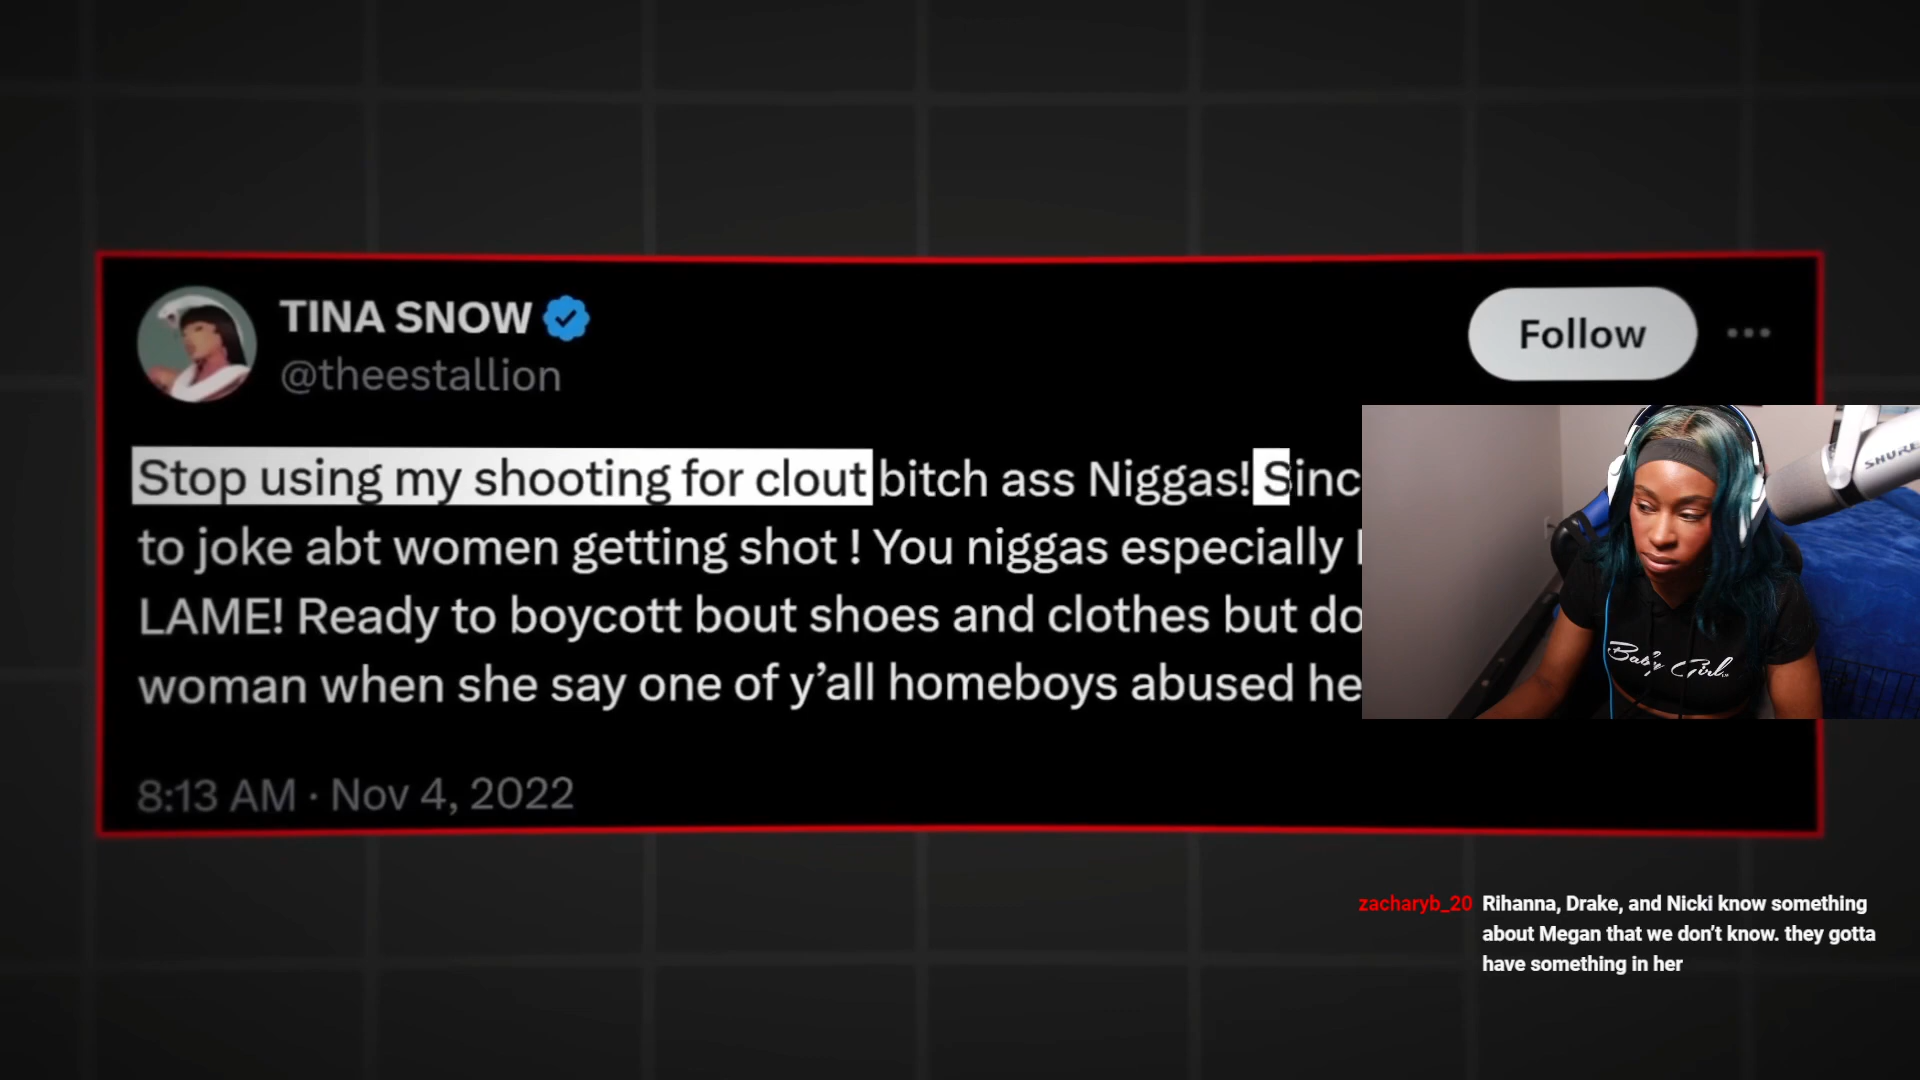 TINA SNOW
@theestallion
Follow
Stop using my shooting for clout bitch ass Niggas! Sinc
to joke abt women getting shot ! You niggas especially
LAME! Ready to boycott bout shoes and clothes but do
woman when she say one of y’all homeboys abused he
8:13 AM · Nov 4, 2022
SHURE
Baby Girl
zacharyb_20 Rihanna, Drake, and Nicki know something
about Megan that we don’t know. they gotta
have something in her